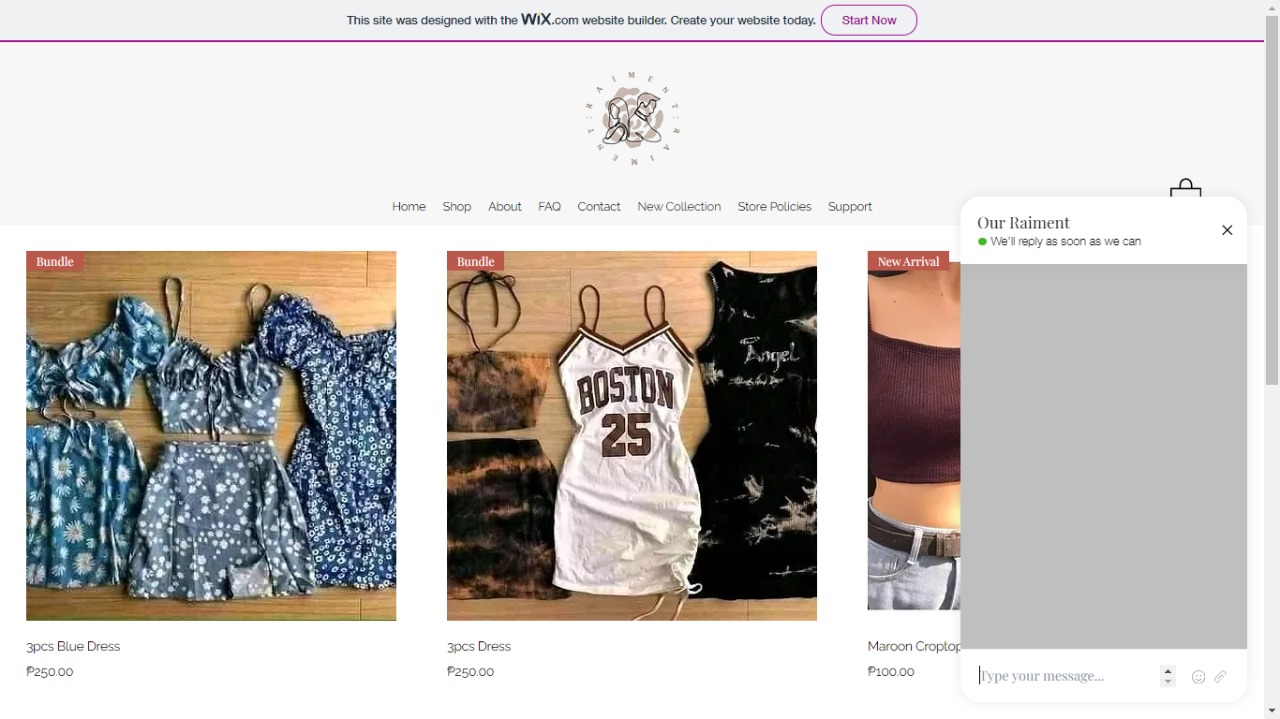 This site was designed with the WiX.com website builder. Create your website today. Start Now
RAIMENT: RAIMENT:
Home Shop About FAQ Contact New Collection Store Policies Support
Our Raiment
We'll reply as soon as we can
Bundle
Bundle
New Arrival
BOSTON
25
Angel
3pcs Blue Dress
₱250.00
3pcs Dress
₱250.00
Maroon Croptop
₱100.00
Type your message...